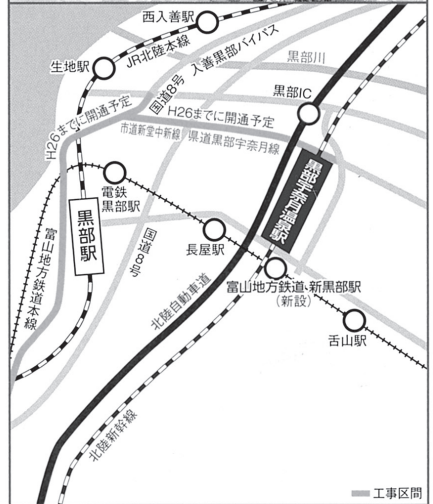 西入善駅
生地駅
JR北陸本線
国道8号 入善黒部バイパス
黒部川
黒部IC
H26までに開通予定
H26までに開通予定
市道新堂中新線
県道黒部宇奈月線
電鉄
黒部駅
黒部宇奈月温泉駅
黒部駅
長屋駅
国道8号
富山地方鉄道本線
富山地方鉄道・新黒部駅
(新設)
北陸自動車道
舌山駅
北陸新幹線
工事区間